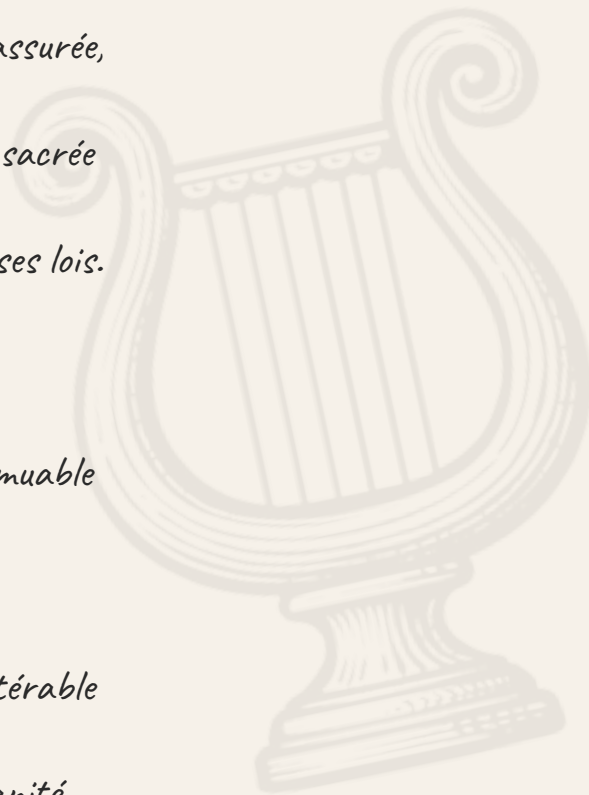 assurée,
sacrée
ses lois.
muable
térable